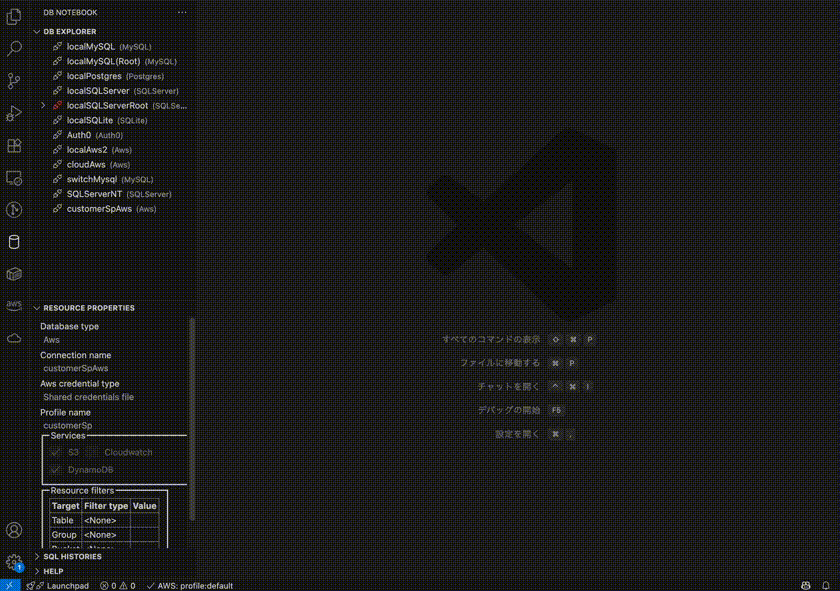 DB NOTEBOOK ...
DB EXPLORER
localMySQL (MySQL)
localMySQL(Root) (MySQL)
localPostgres (Postgres)
localSQLServer (SQLServer)
localSQLServerRoot (SQLSe...
localSQLite (SQLite)
Auth0 (Auth0)
localAws2 (Aws)
cloudAws (Aws)
switchMysql (MySQL)
SQLServerNT (SQLServer)
customerSpAws (Aws)
aws
RESOURCE PROPERTIES
Database type
Aws
Connection name
customerSpAws
Aws credential type
Shared credentials file
Profile name
customerSp
Services
S3 Cloudwatch
DynamoDB
Resource filters
Target Filter type Value
Table <None>
Group <None>
SQL HISTORIES
HELP
すべてのコマンドの表示 ⇧ ⌘ P
ファイルに移動する ⌘ P
チャットを開く ^ ⌘ I
デバッグの開始 F5
設定を開く ⌘ ,
1
Launchpad 0 0 AWS: profile:default